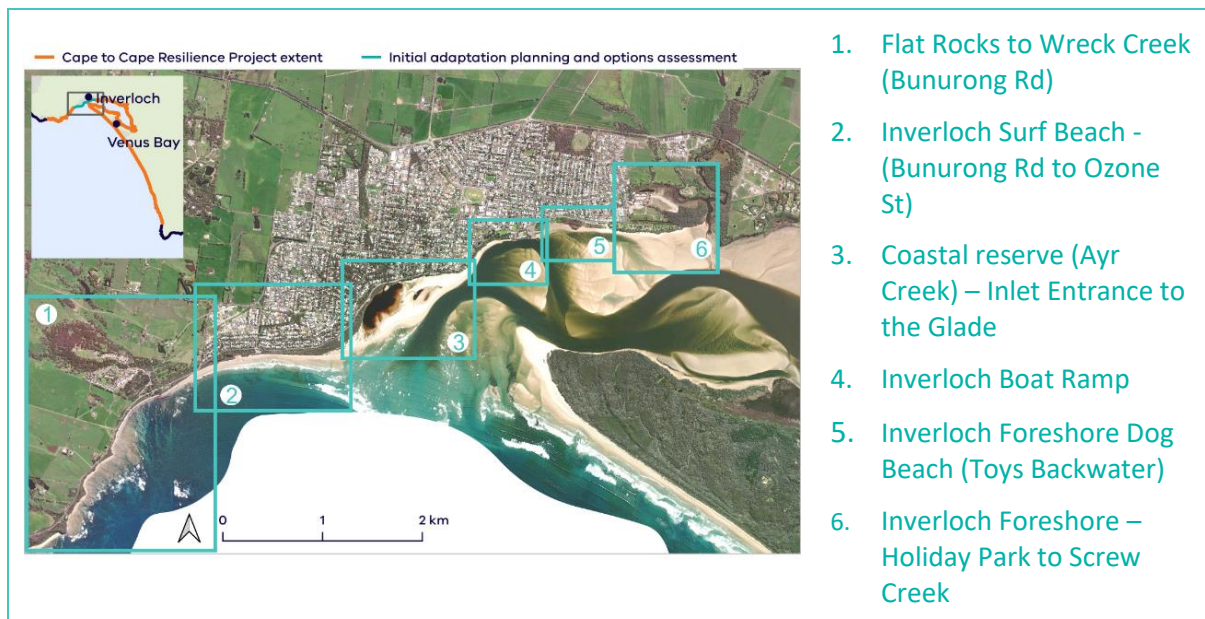 Cape to Cape Resilience Project extent
Initial adaptation planning and options assessment
Inverloch
Venus Bay
1
2
3
4
5
6
0 1 2 km
1. Flat Rocks to Wreck Creek
(Bunurong Rd)
2. Inverloch Surf Beach -
(Bunurong Rd to Ozone
St)
3. Coastal reserve (Ayr
Creek) – Inlet Entrance to
the Glade
4. Inverloch Boat Ramp
5. Inverloch Foreshore Dog
Beach (Toys Backwater)
6. Inverloch Foreshore –
Holiday Park to Screw
Creek